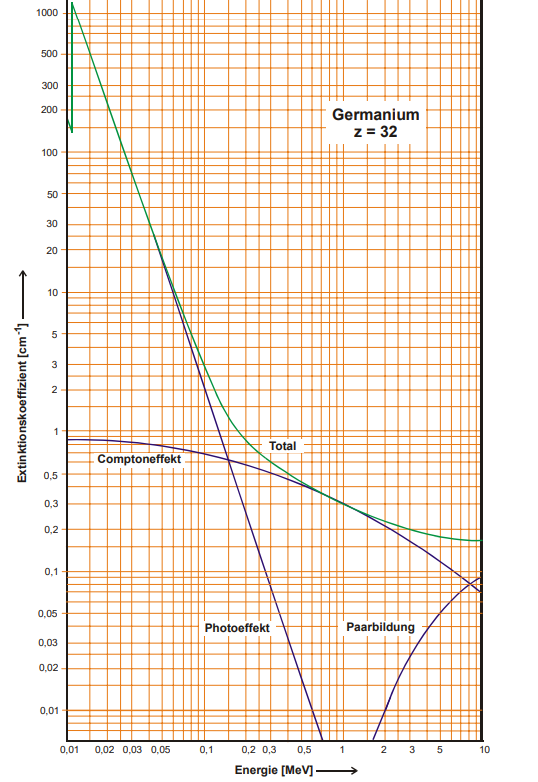 1000
500
300
200
100
50
30
20
10
5
3
2
1
0,5
0,3
0,2
0,1
0,05
0,03
0,02
0,01
Extinktionskoeffizient [cm-1]
Germanium
z = 32
Total
Comptoneffekt
Photoeffekt
Paarbildung
0,01 0,02 0,03 0,05 0,1 0,2 0,3 0,5 1 2 3 5 10
Energie [MeV]